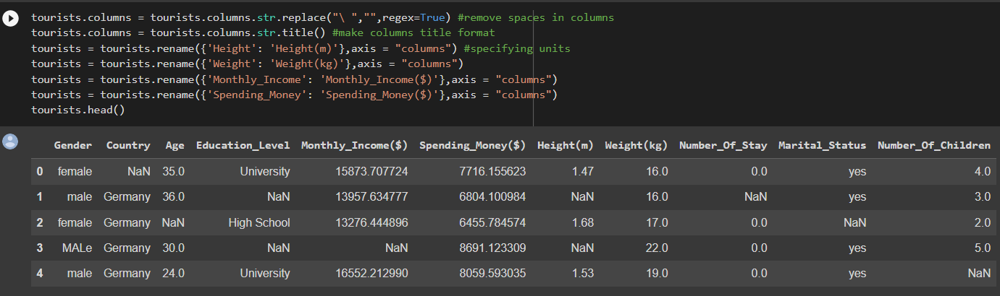 tourists.columns = tourists.columns.str.replace("\ ","",regex=True) #remove spaces in columns
tourists.columns = tourists.columns.str.title() #make columns title format
tourists = tourists.rename({'Height': 'Height(m)'},axis = "columns") #specifying units
tourists = tourists.rename({'Weight': 'Weight(kg)'},axis = "columns")
tourists = tourists.rename({'Monthly_Income': 'Monthly_Income($)'},axis = "columns")
tourists = tourists.rename({'Spending_Money': 'Spending_Money($)'},axis = "columns")
tourists.head()
Gender Country Age Education_Level Monthly_Income($) Spending_Money($) Height(m) Weight(kg) Number_Of_Stay Marital_Status Number_Of_Children
0 female NaN 35.0 University 15873.707724 7716.155623 1.47 16.0 0.0 yes 4.0
1 male Germany 36.0 NaN 13957.634777 6804.100984 NaN 16.0 NaN yes 3.0
2 female Germany NaN High School 13276.444896 6455.784574 1.68 17.0 0.0 NaN 2.0
3 MALe Germany 30.0 NaN NaN 8691.123309 NaN 22.0 0.0 yes 5.0
4 male Germany 24.0 University 16552.212990 8059.593035 1.53 19.0 0.0 yes NaN